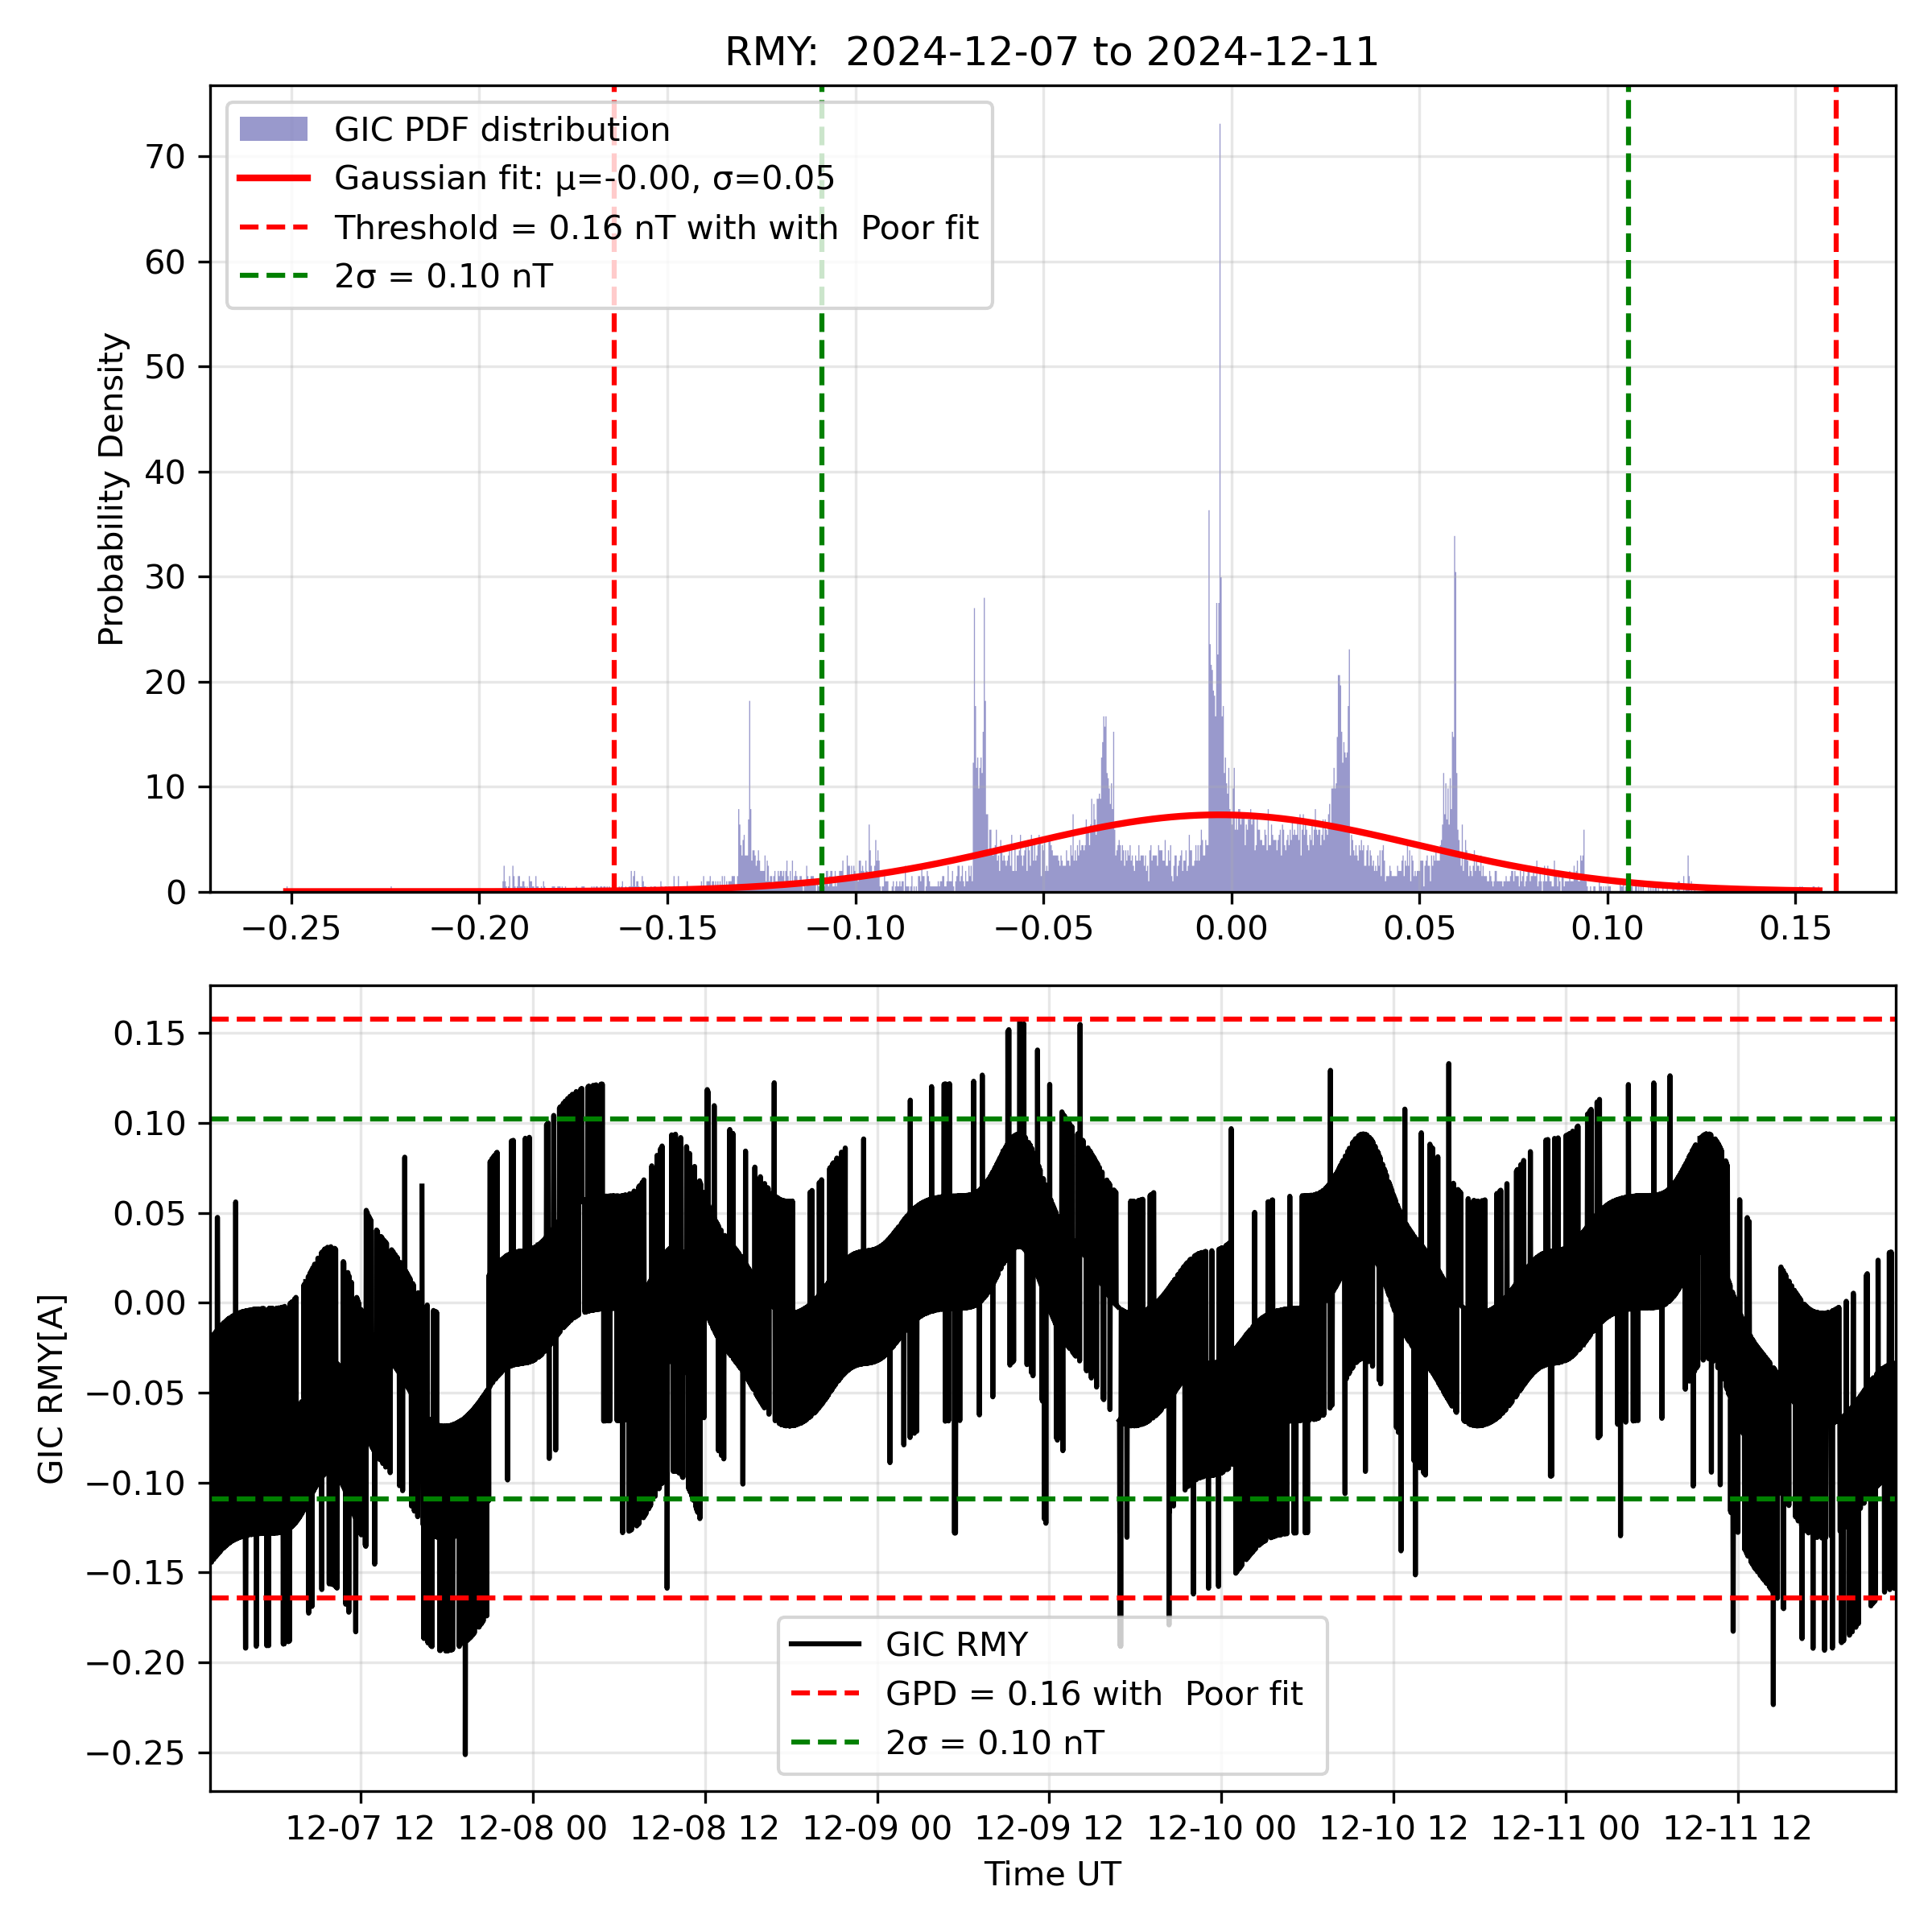 RMY:  2024-12-07 to 2024-12-11
GIC PDF distribution
Gaussian fit: μ=-0.00, σ=0.05
Threshold = 0.16 nT with with  Poor fit
2σ = 0.10 nT
Probability Density
70
60
50
40
30
20
10
0
−0.25 −0.20 −0.15 −0.10 −0.05 0.00 0.05 0.10 0.15
GIC RMY[A]
0.15
0.10
0.05
0.00
−0.05
−0.10
−0.15
−0.20
−0.25
GIC RMY
GPD = 0.16 with  Poor fit
2σ = 0.10 nT
12-07 12 12-08 00 12-08 12 12-09 00 12-09 12 12-10 00 12-10 12 12-11 00 12-11 12
Time UT